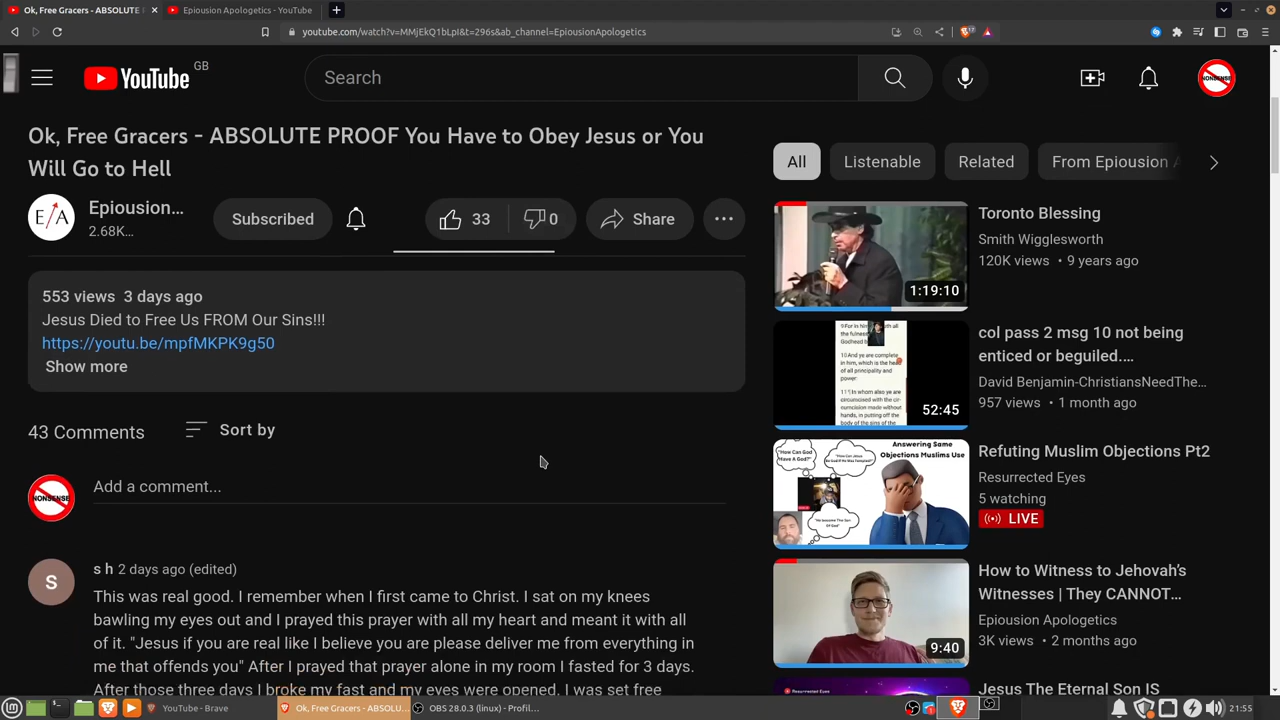 Ok, Free Gracers - ABSOLUTE
Epiousion Apologetics - YouTube
youtube.com/watch?v=MMjEkQ1bLpI&t=296s&ab_channel=EpiousionApologetics
YouTube GB
Search
NONSENSE
Ok, Free Gracers - ABSOLUTE PROOF You Have to Obey Jesus or You
Will Go to Hell
E/A
Epiousion...
2.68K...
Subscribed
33
0
Share
553 views 3 days ago
Jesus Died to Free Us FROM Our Sins!!!
https://youtu.be/mpfMKPK9g50
Show more
43 Comments
Sort by
NONSENSE
Add a comment...
S
s h 2 days ago (edited)
This was real good. I remember when I first came to Christ. I sat on my knees
bawling my eyes out and I prayed this prayer with all my heart and meant it with all
of it. "Jesus if you are real like I believe you are please deliver me from everything in
me that offends you" After I prayed that prayer alone in my room I fasted for 3 days.
After those three days I broke my fast and my eyes were opened. I was set free
All
Listenable
Related
From Epiousion A
1:19:10
Toronto Blessing
Smith Wigglesworth
120K views • 9 years ago
52:45
col pass 2 msg 10 not being
enticed or beguiled....
David Benjamin-ChristiansNeedThe...
957 views • 1 month ago
Answering Same
Objections Muslims Use
Refuting Muslim Objections Pt2
Resurrected Eyes
5 watching
LIVE
9:40
How to Witness to Jehovah's
Witnesses | They CANNOT...
Epiousion Apologetics
3K views • 2 months ago
Resurrected Eyes
Jesus The Eternal Son IS
YouTube - Brave
Ok, Free Gracers - ABSOLU...
OBS 28.0.3 (linux) - Profil...
21:55